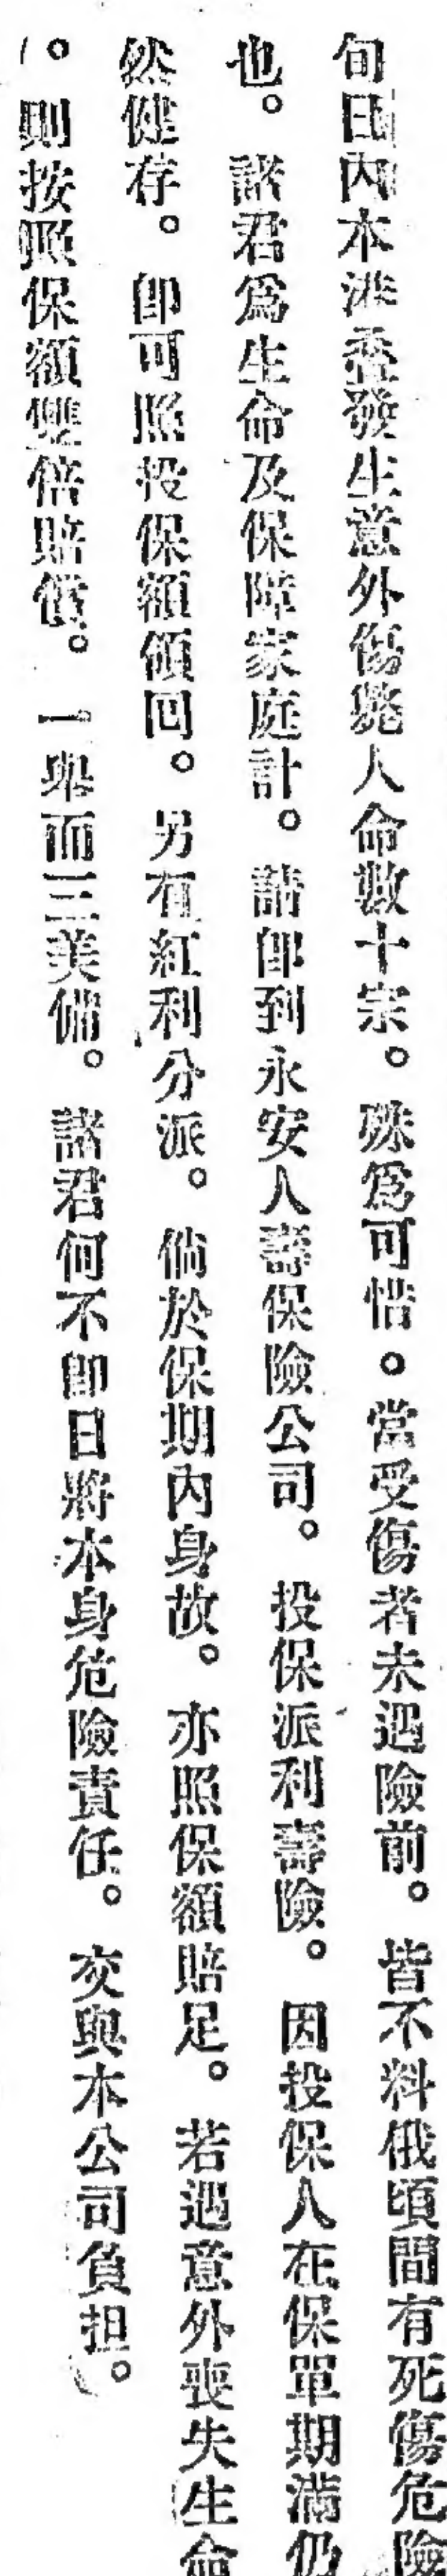 旬日內本港叠發生意外傷斃人命數十宗。殊爲可惜。當受傷者未遇險前。皆不料俄頃間有死傷危險
也。諸君爲生命及保障家庭計。請卽到永安人壽保險公司。投保派利壽險。因投保人在保單期滿仍
然健存。卽可照投保額領回。另有紅利分派。倘於保期內身故。亦照保額賠足。若遇意外喪失生命
。則按照保額雙倍賠償。一舉而三美備。諸君何不卽日將本身危險責任。交與本公司負担。